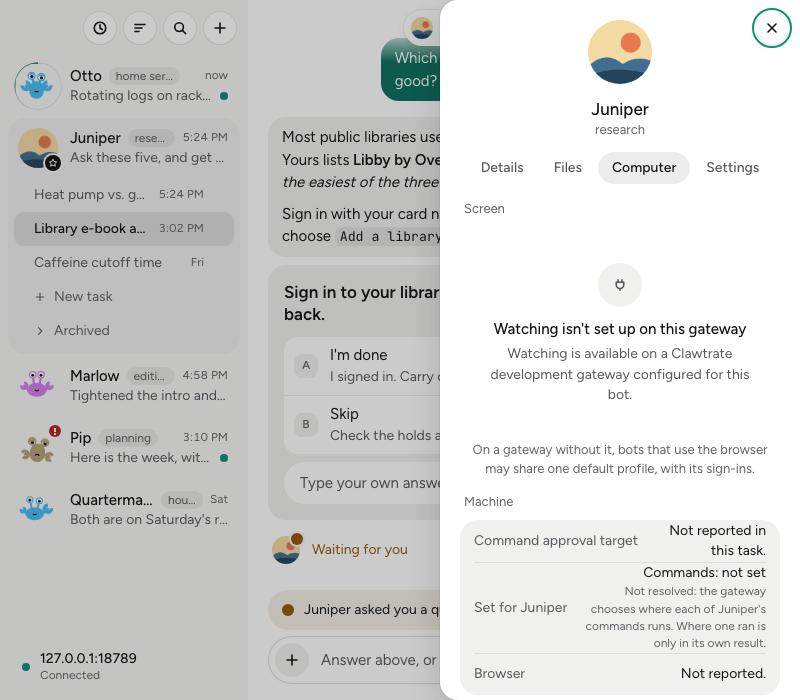 Otto home ser... now
Rotating logs on rack...
Juniper rese... 5:24 PM
Ask these five, and get ...
Heat pump vs. g... 5:24 PM
Library e-book a... 3:02 PM
Caffeine cutoff time Fri
+ New task
Archived
Marlow editi... 4:58 PM
Tightened the intro and...
Pip planning 3:10 PM
Here is the week, wit...
Quarterma... hou... Sat
Both are on Saturday's r...
127.0.0.1:18789
Connected
Which
good?
Most public libraries use
Yours lists Libby by Ove
the easiest of the three
Sign in with your card n
choose Add a library
Sign in to your librar
back.
A I'm done
I signed in. Carry
B Skip
Check the holds a
Type your own answe
Waiting for you
Juniper asked you a q
Answer above, or
Juniper
research
Details Files Computer Settings
Screen
Watching isn't set up on this gateway
Watching is available on a Clawtrate
development gateway configured for this
bot.
On a gateway without it, bots that use the browser
may share one default profile, with its sign-ins.
Machine
Command approval target Not reported in
this task.
Set for Juniper Commands: not set
Not resolved: the gateway
chooses where each of Juniper's
commands runs. Where one ran is
only in its own result.
Browser Not reported.